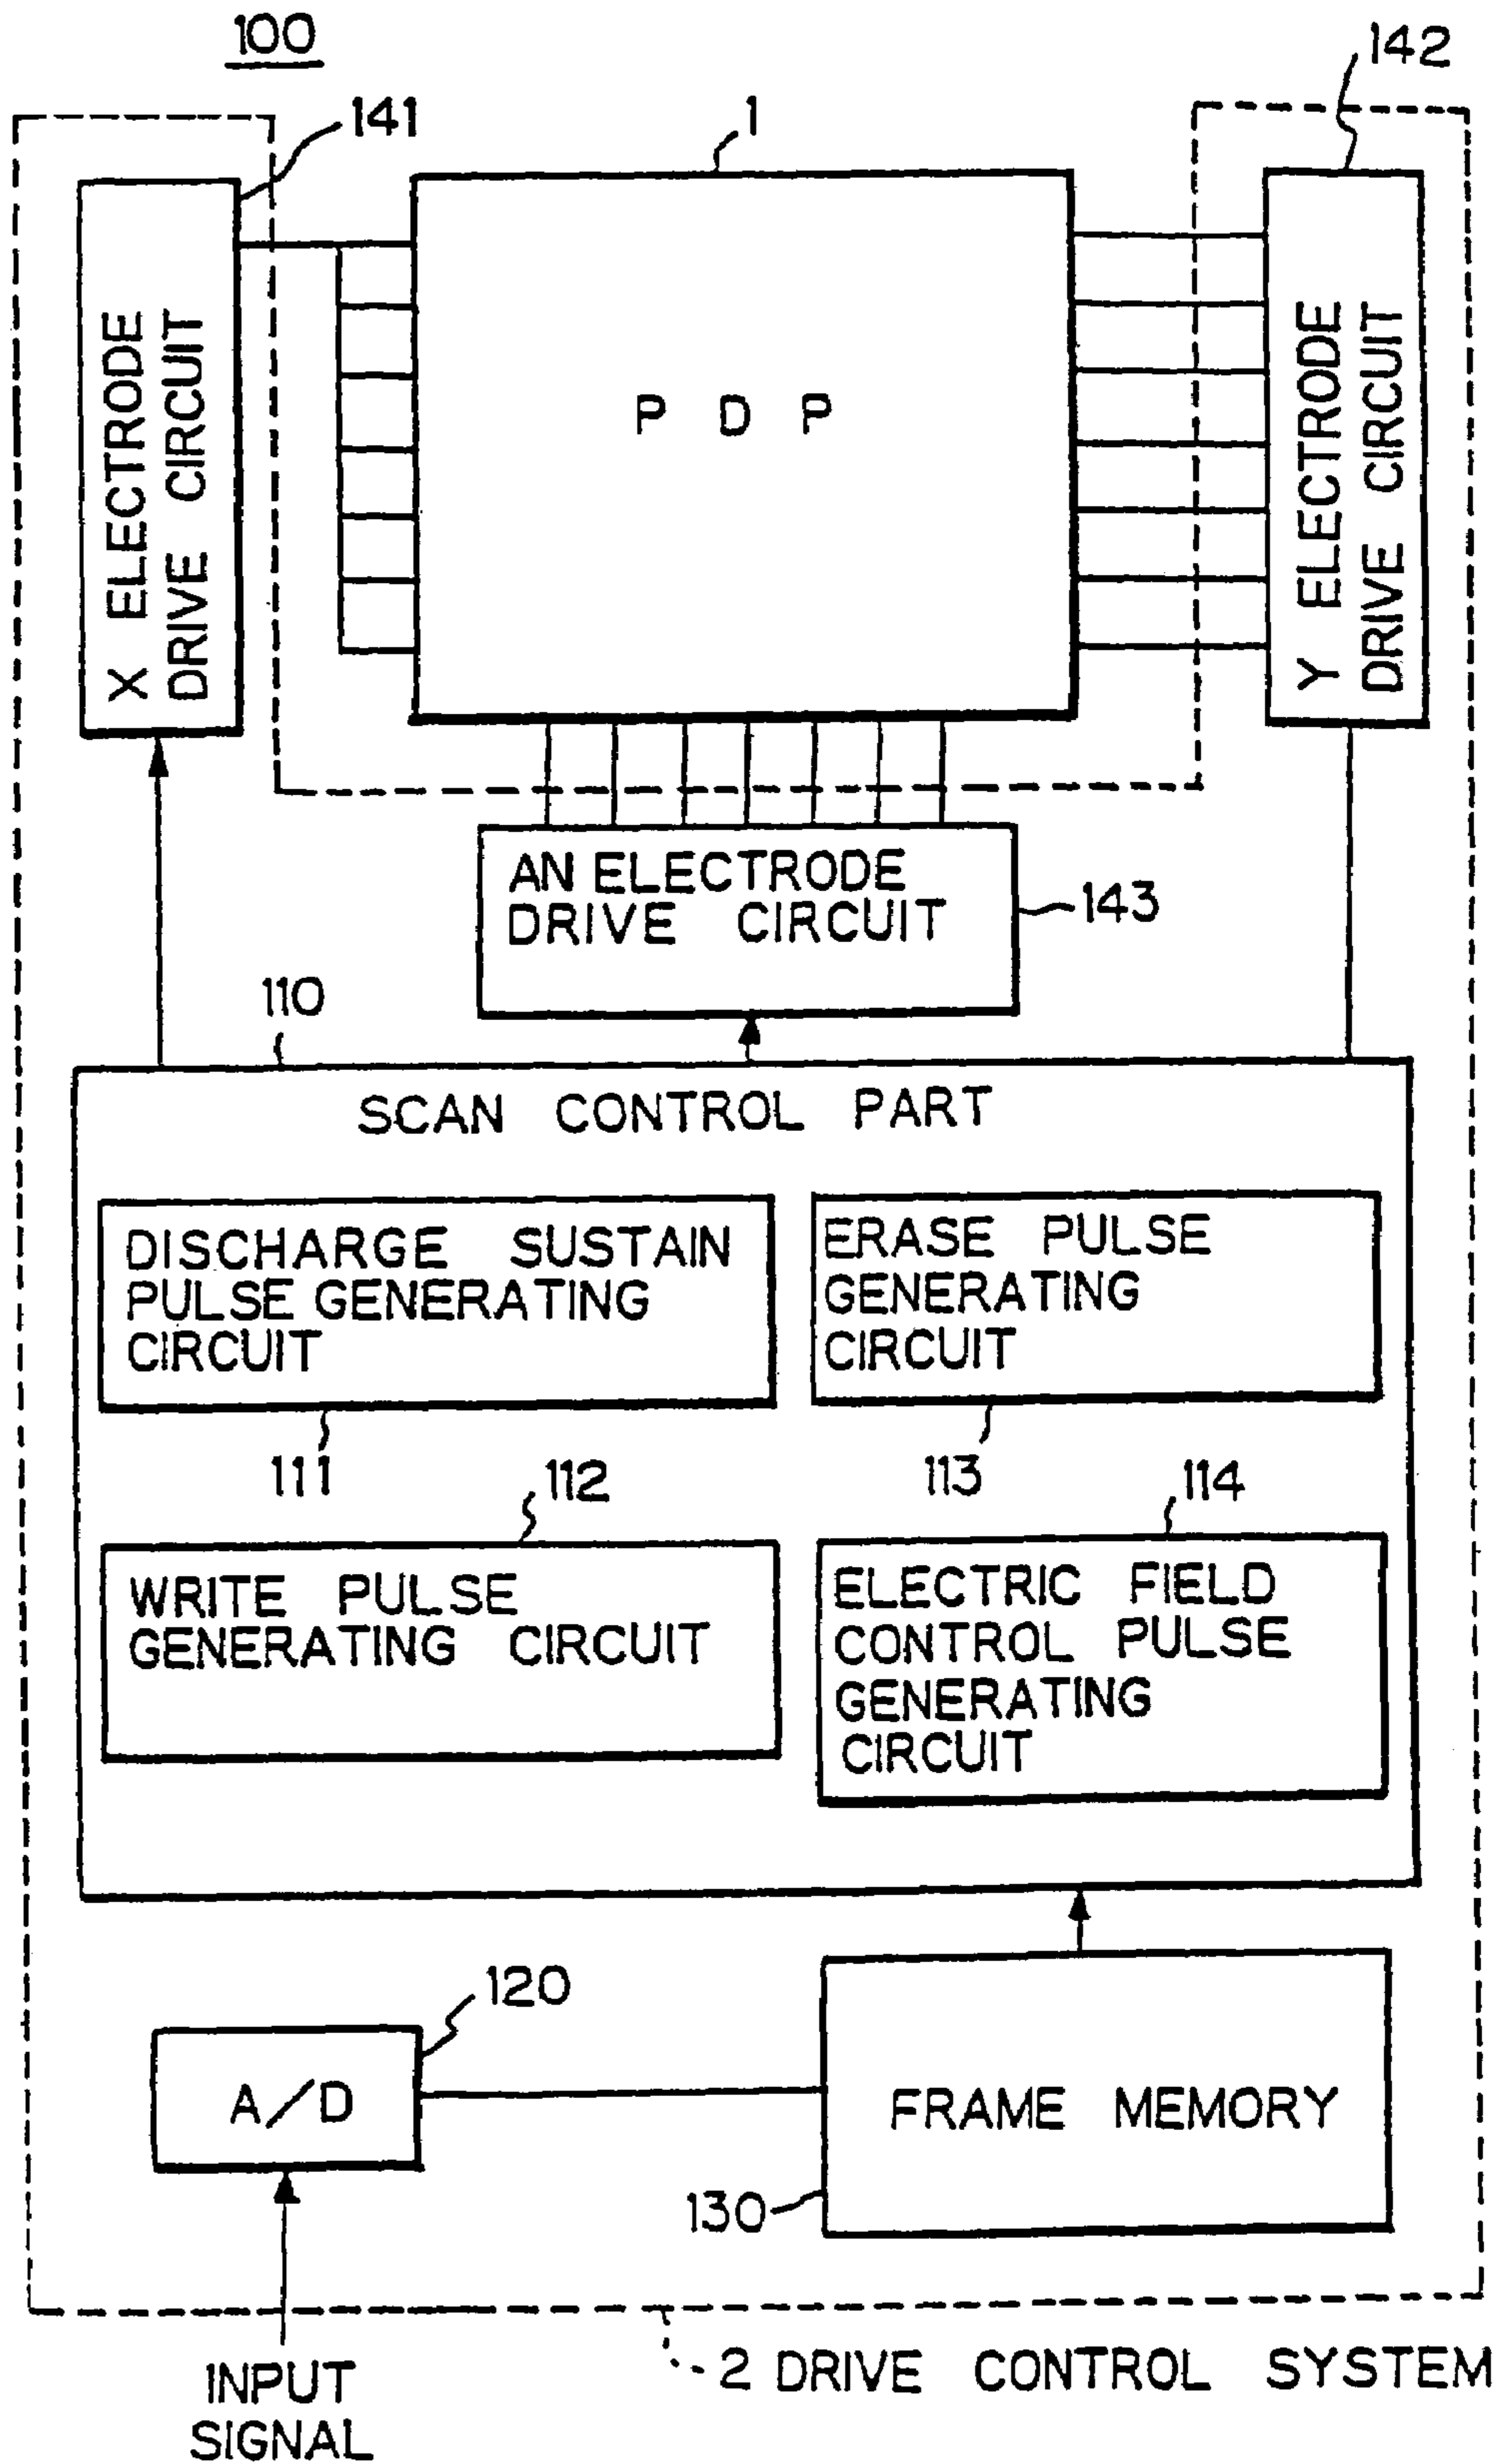 100
142
141
1
X ELECTRODE
DRIVE CIRCUIT
P D P
Y ELECTRODE
DRIVE CIRCUIT
AN ELECTRODE
DRIVE CIRCUIT
143
110
SCAN CONTROL PART
DISCHARGE SUSTAIN
PULSE GENERATING
CIRCUIT
111
ERASE PULSE
GENERATING
CIRCUIT
113
112
WRITE PULSE
GENERATING CIRCUIT
114
ELECTRIC FIELD
CONTROL PULSE
GENERATING
CIRCUIT
120
A/D
FRAME MEMORY
130
2 DRIVE CONTROL SYSTEM
INPUT
SIGNAL